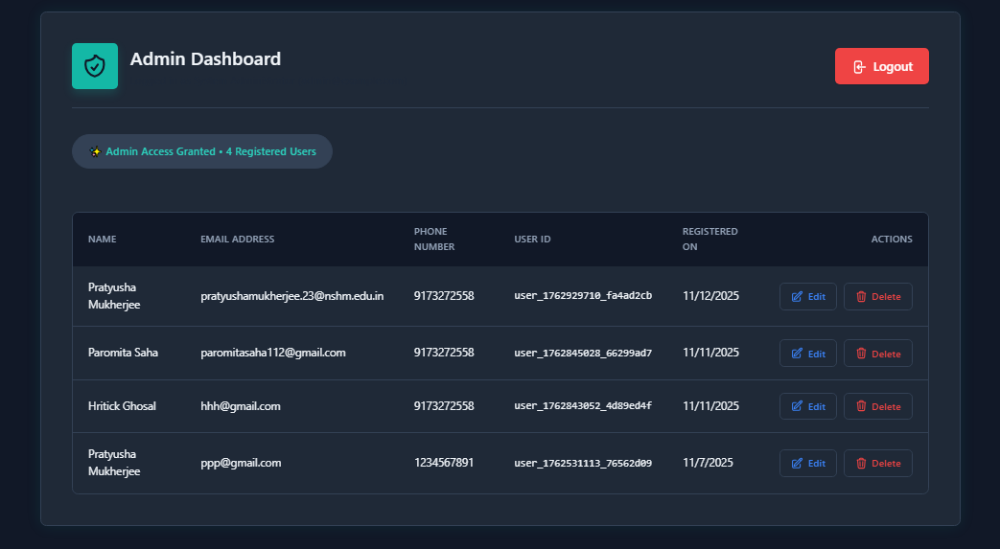 Admin Dashboard
Logout
✨ Admin Access Granted • 4 Registered Users
NAME EMAIL ADDRESS PHONE NUMBER USER ID REGISTERED ON ACTIONS
Pratyusha Mukherjee pratyushamukherjee.23@nshm.edu.in 9173272558 user_1762929710_fa4ad2cb 11/12/2025 Edit Delete
Paromita Saha paromitasaha112@gmail.com 9173272558 user_1762845028_66299ad7 11/11/2025 Edit Delete
Hritick Ghosal hhh@gmail.com 9173272558 user_1762843052_4d89ed4f 11/11/2025 Edit Delete
Pratyusha Mukherjee ppp@gmail.com 1234567891 user_1762531113_76562d09 11/7/2025 Edit Delete